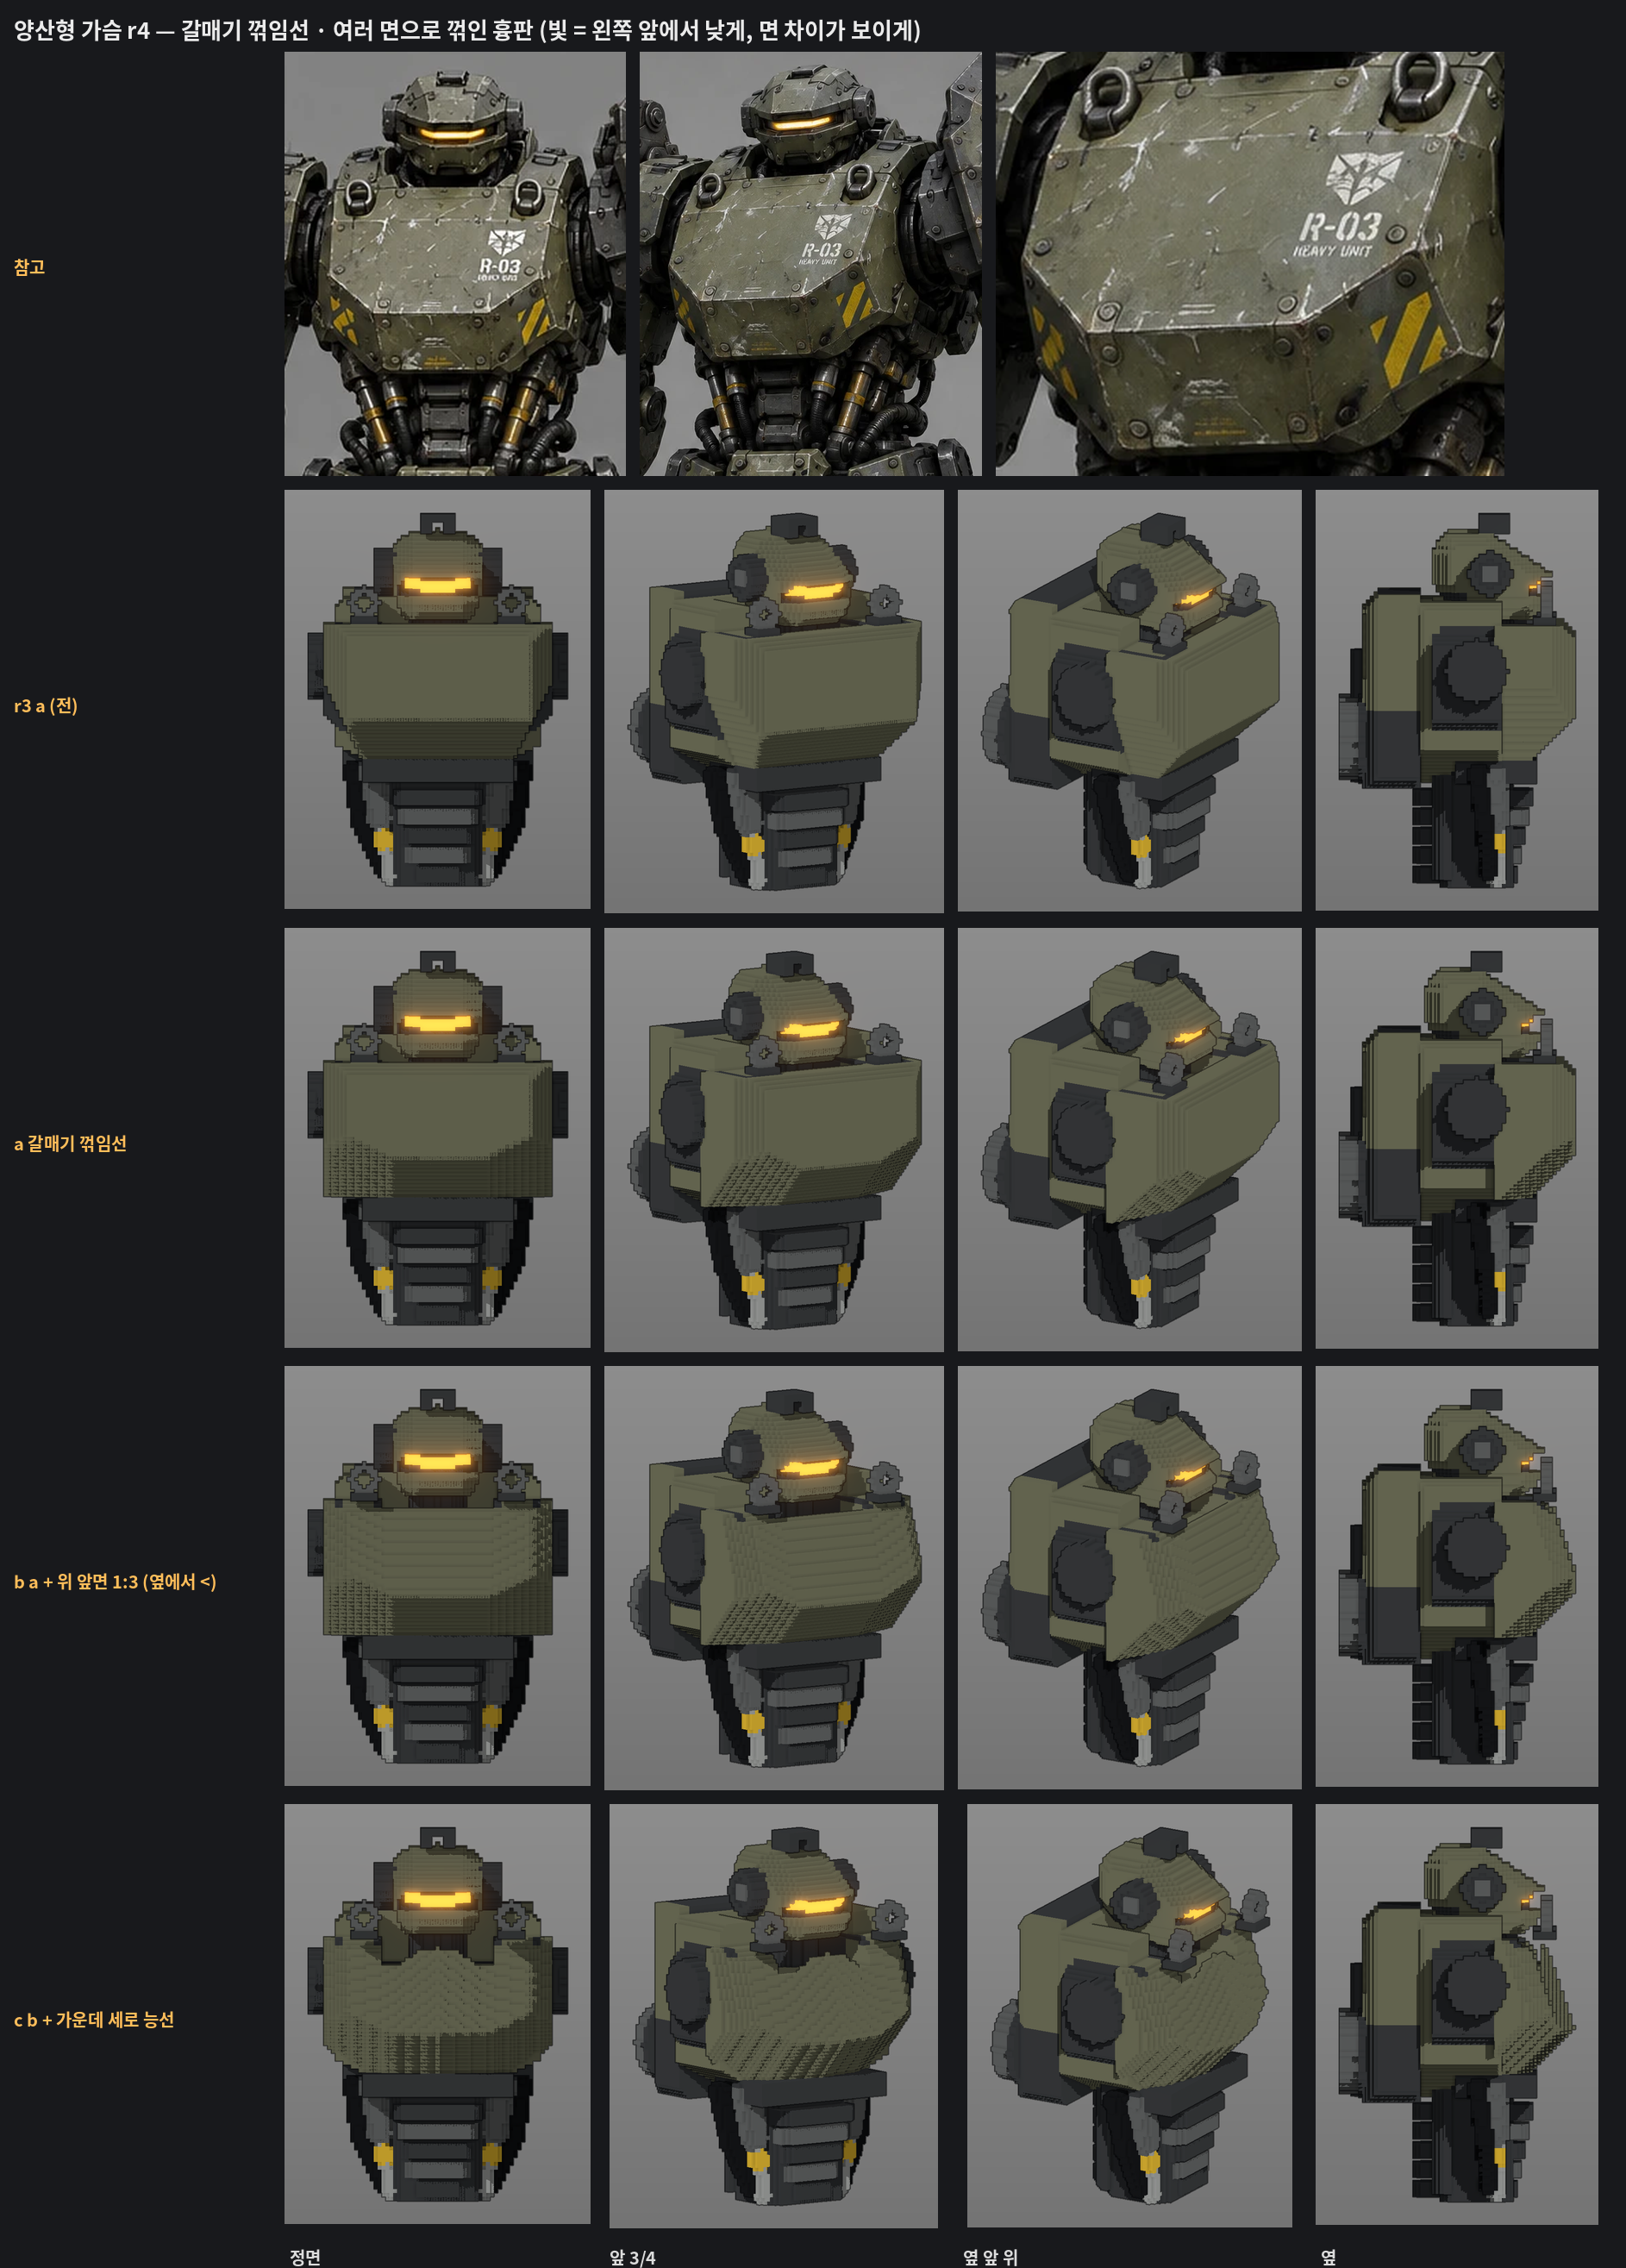 양산형 가슴 r4 — 갈매기 꺾임선 · 여러 면으로 꺾인 흉판 (빛 = 왼쪽 앞에서 낮게, 면 차이가 보이게)
참고
R-03
R-03
HEAVY UNIT
R-03
HEAVY UNIT
r3 a (전)
a 갈매기 꺾임선
b a + 위 앞면 1:3 (옆에서 <)
c b + 가운데 세로 능선
정면
앞 3/4
옆 앞 위
옆